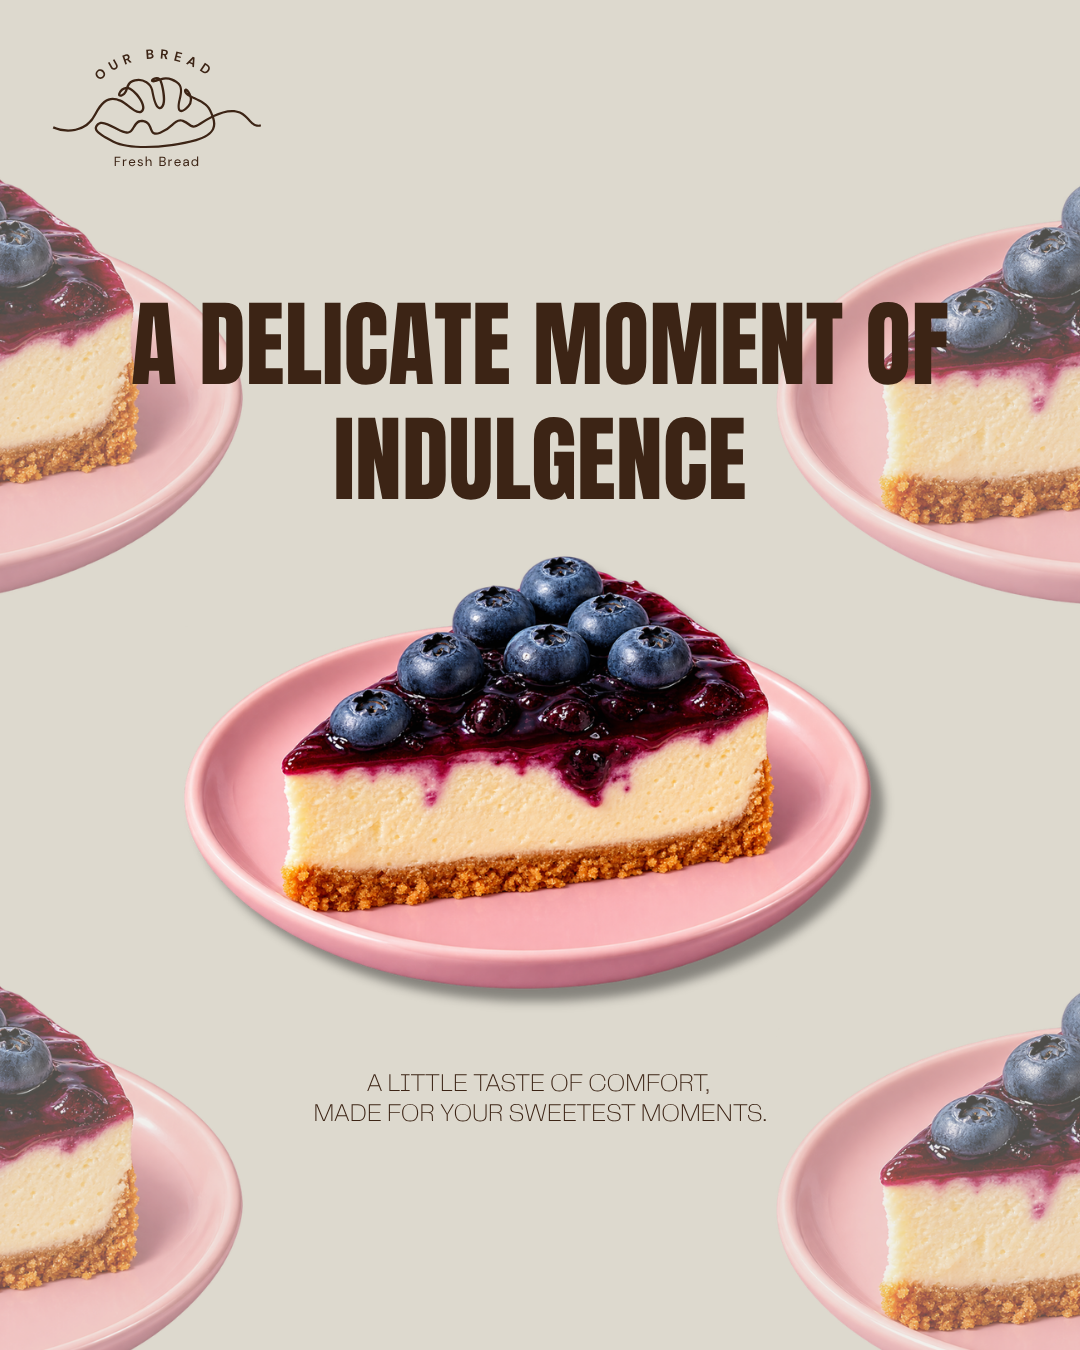 OUR BREAD
Fresh Bread
A DELICATE MOMENT OF
INDULGENCE
A LITTLE TASTE OF COMFORT,
MADE FOR YOUR SWEETEST MOMENTS.